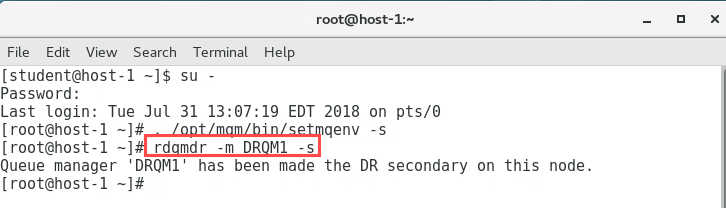 root@host-1:~
File Edit View Search Terminal Help
[student@host-1 ~]$ su -
Password:
Last login: Tue Jul 31 13:07:19 EDT 2018 on pts/0
[root@host-1 ~]# . /opt/mqm/bin/setmqenv -s
[root@host-1 ~]# rdqmdr -m DRQM1 -s
Queue manager 'DRQM1' has been made the DR secondary on this node.
[root@host-1 ~]#